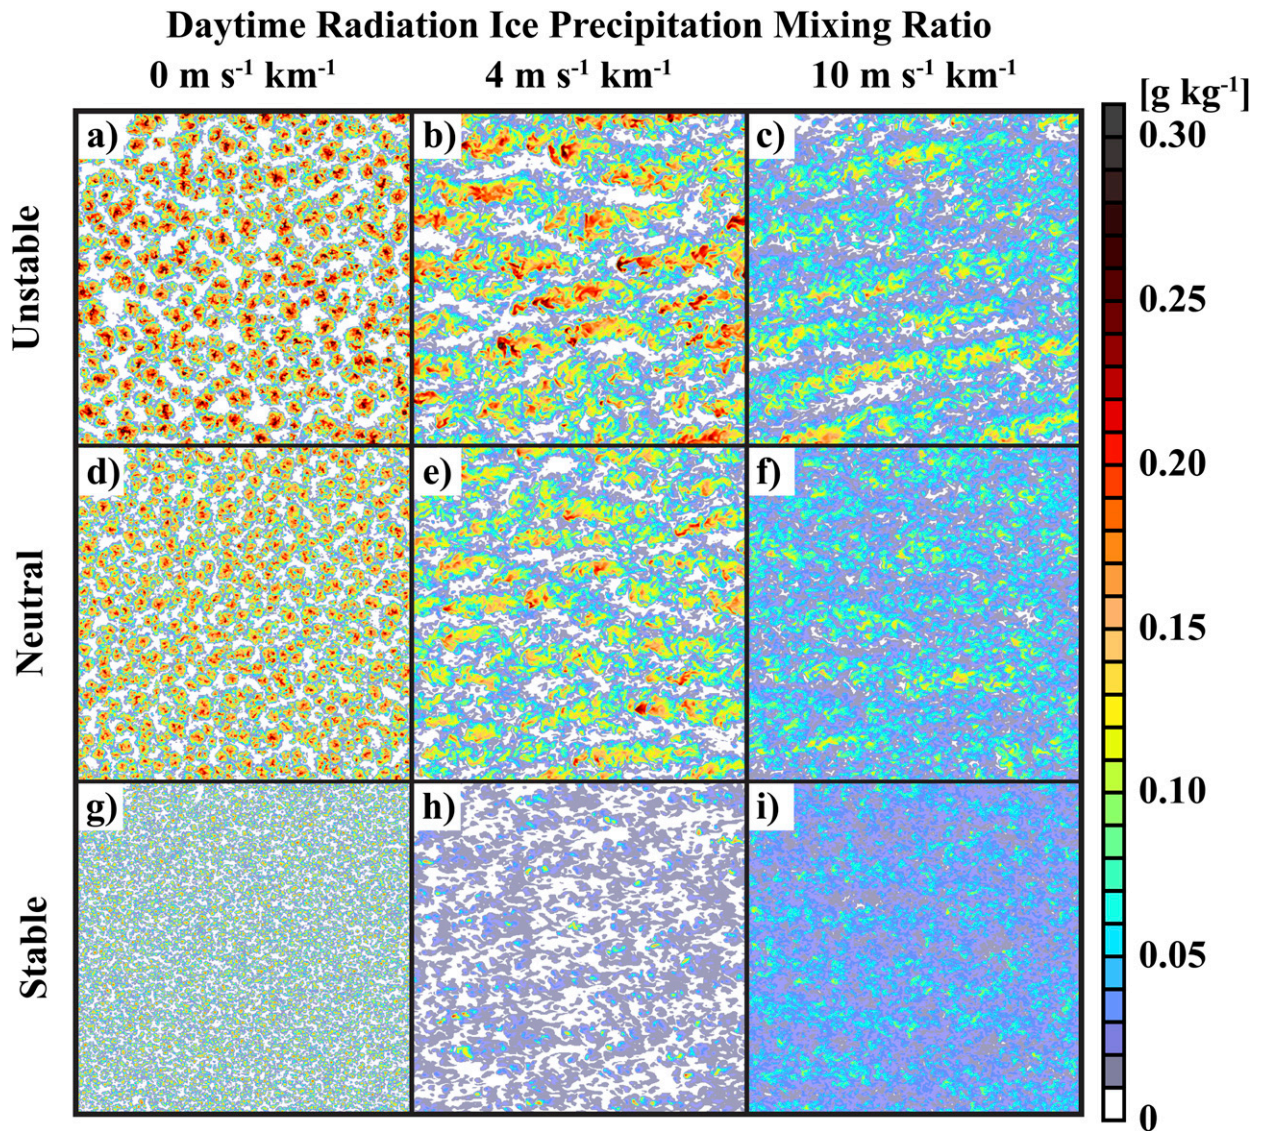 Daytime Radiation Ice Precipitation Mixing Ratio
0 m s⁻¹ km⁻¹ 4 m s⁻¹ km⁻¹ 10 m s⁻¹ km⁻¹
[g kg⁻¹]
a) b) c)
0.30
Unstable
0.25
d) e) f)
0.20
Neutral
0.15
g) h) i)
0.10
Stable
0.05
0